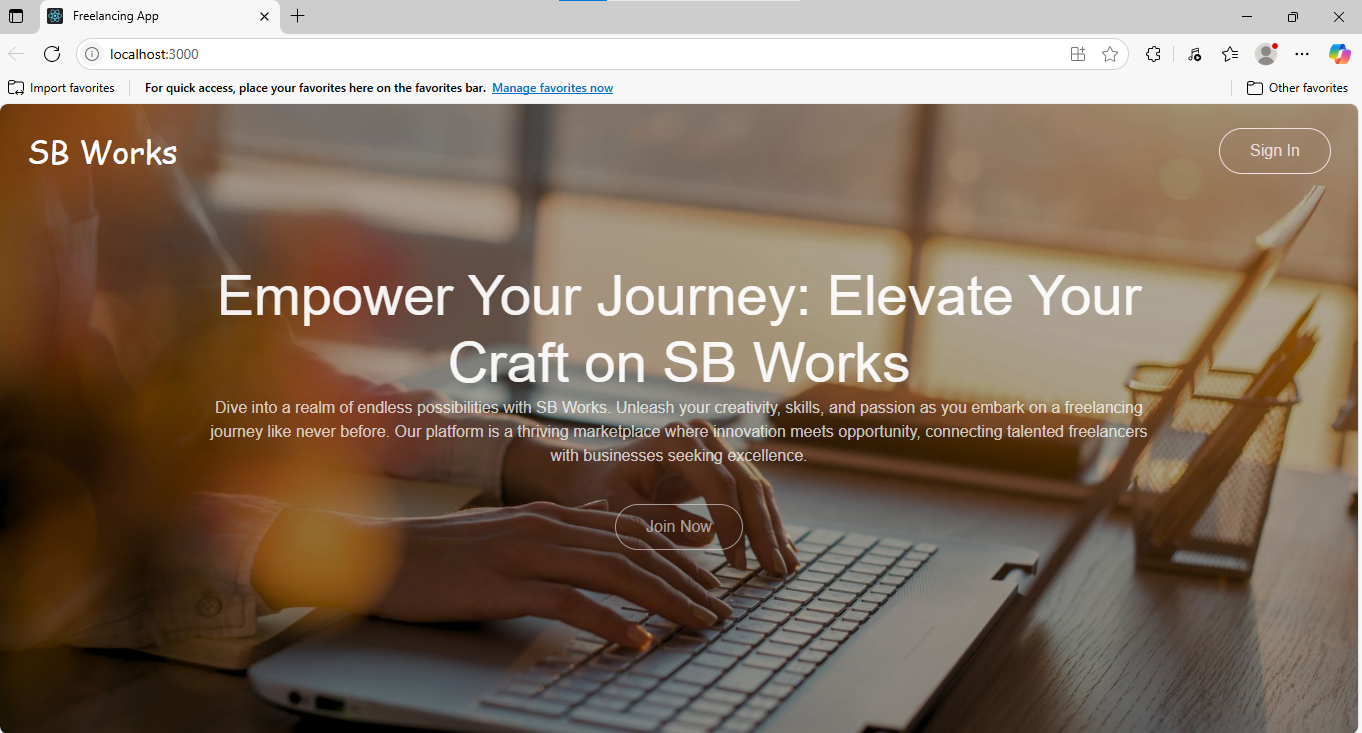 Freelancing App
localhost:3000
Import favorites
For quick access, place your favorites here on the favorites bar. Manage favorites now
Other favorites
SB Works
Sign In
Empower Your Journey: Elevate Your
Craft on SB Works
Dive into a realm of endless possibilities with SB Works. Unleash your creativity, skills, and passion as you embark on a freelancing
journey like never before. Our platform is a thriving marketplace where innovation meets opportunity, connecting talented freelancers
with businesses seeking excellence.
Join Now